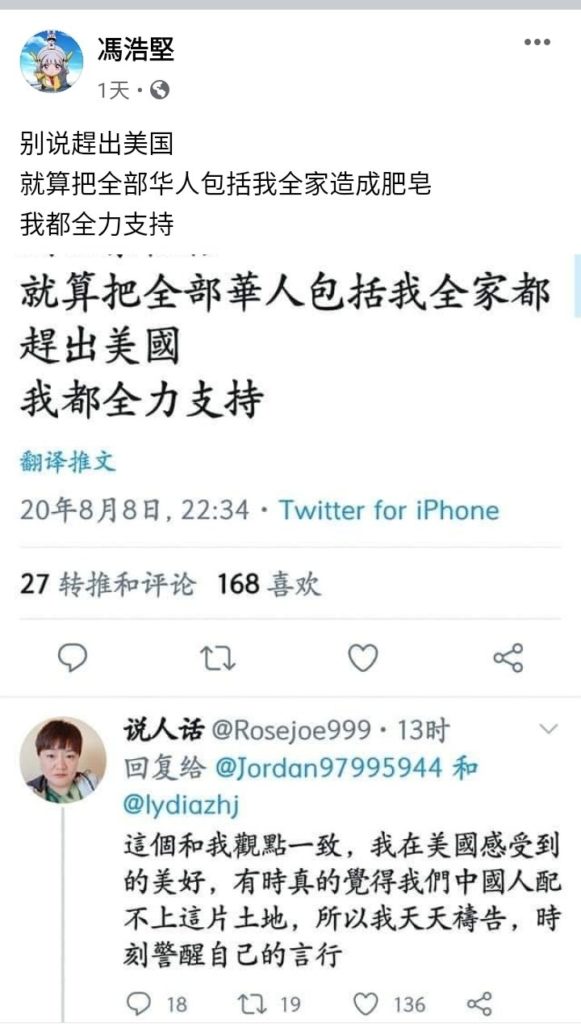 馮浩堅
1天
别说趕出美国
就算把全部华人包括我全家造成肥皂
我都全力支持
就算把全部華人包括我全家都
趕出美國
我都全力支持
翻译推文
20年8月8日, 22:34 · Twitter for iPhone
27 转推和评论 168 喜欢
说人话 @Rosejoe999 · 13时
回复给 @Jordan97995944 和
@lydiazhj
這個和我觀點一致，我在美國感受到
的美好，有時真的覺得我們中國人配
不上這片土地，所以我天天禱告，時
刻警醒自己的言行
18 19 136